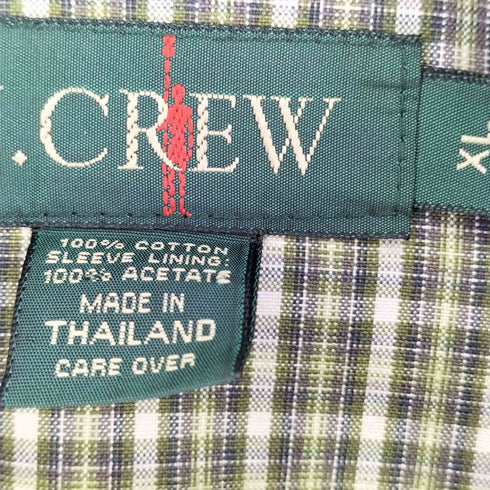 J. CREW
XL
100% COTTON
SLEEVE LINING:
100% ACETATE
MADE IN
THAILAND
CARE OVER